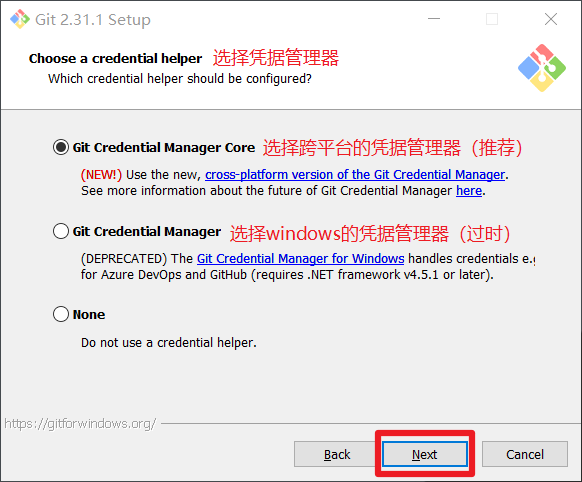 Git 2.31.1 Setup
Choose a credential helper 选择凭据管理器
Which credential helper should be configured?
Git Credential Manager Core 选择跨平台的凭据管理器（推荐）
(NEW!) Use the new, cross-platform version of the Git Credential Manager.
See more information about the future of Git Credential Manager here.
Git Credential Manager 选择windows的凭据管理器（过时）
(DEPRECATED) The Git Credential Manager for Windows handles credentials e.g
for Azure DevOps and GitHub (requires .NET framework v4.5.1 or later).
None
Do not use a credential helper.
https://gitforwindows.org/
Back Next Cancel